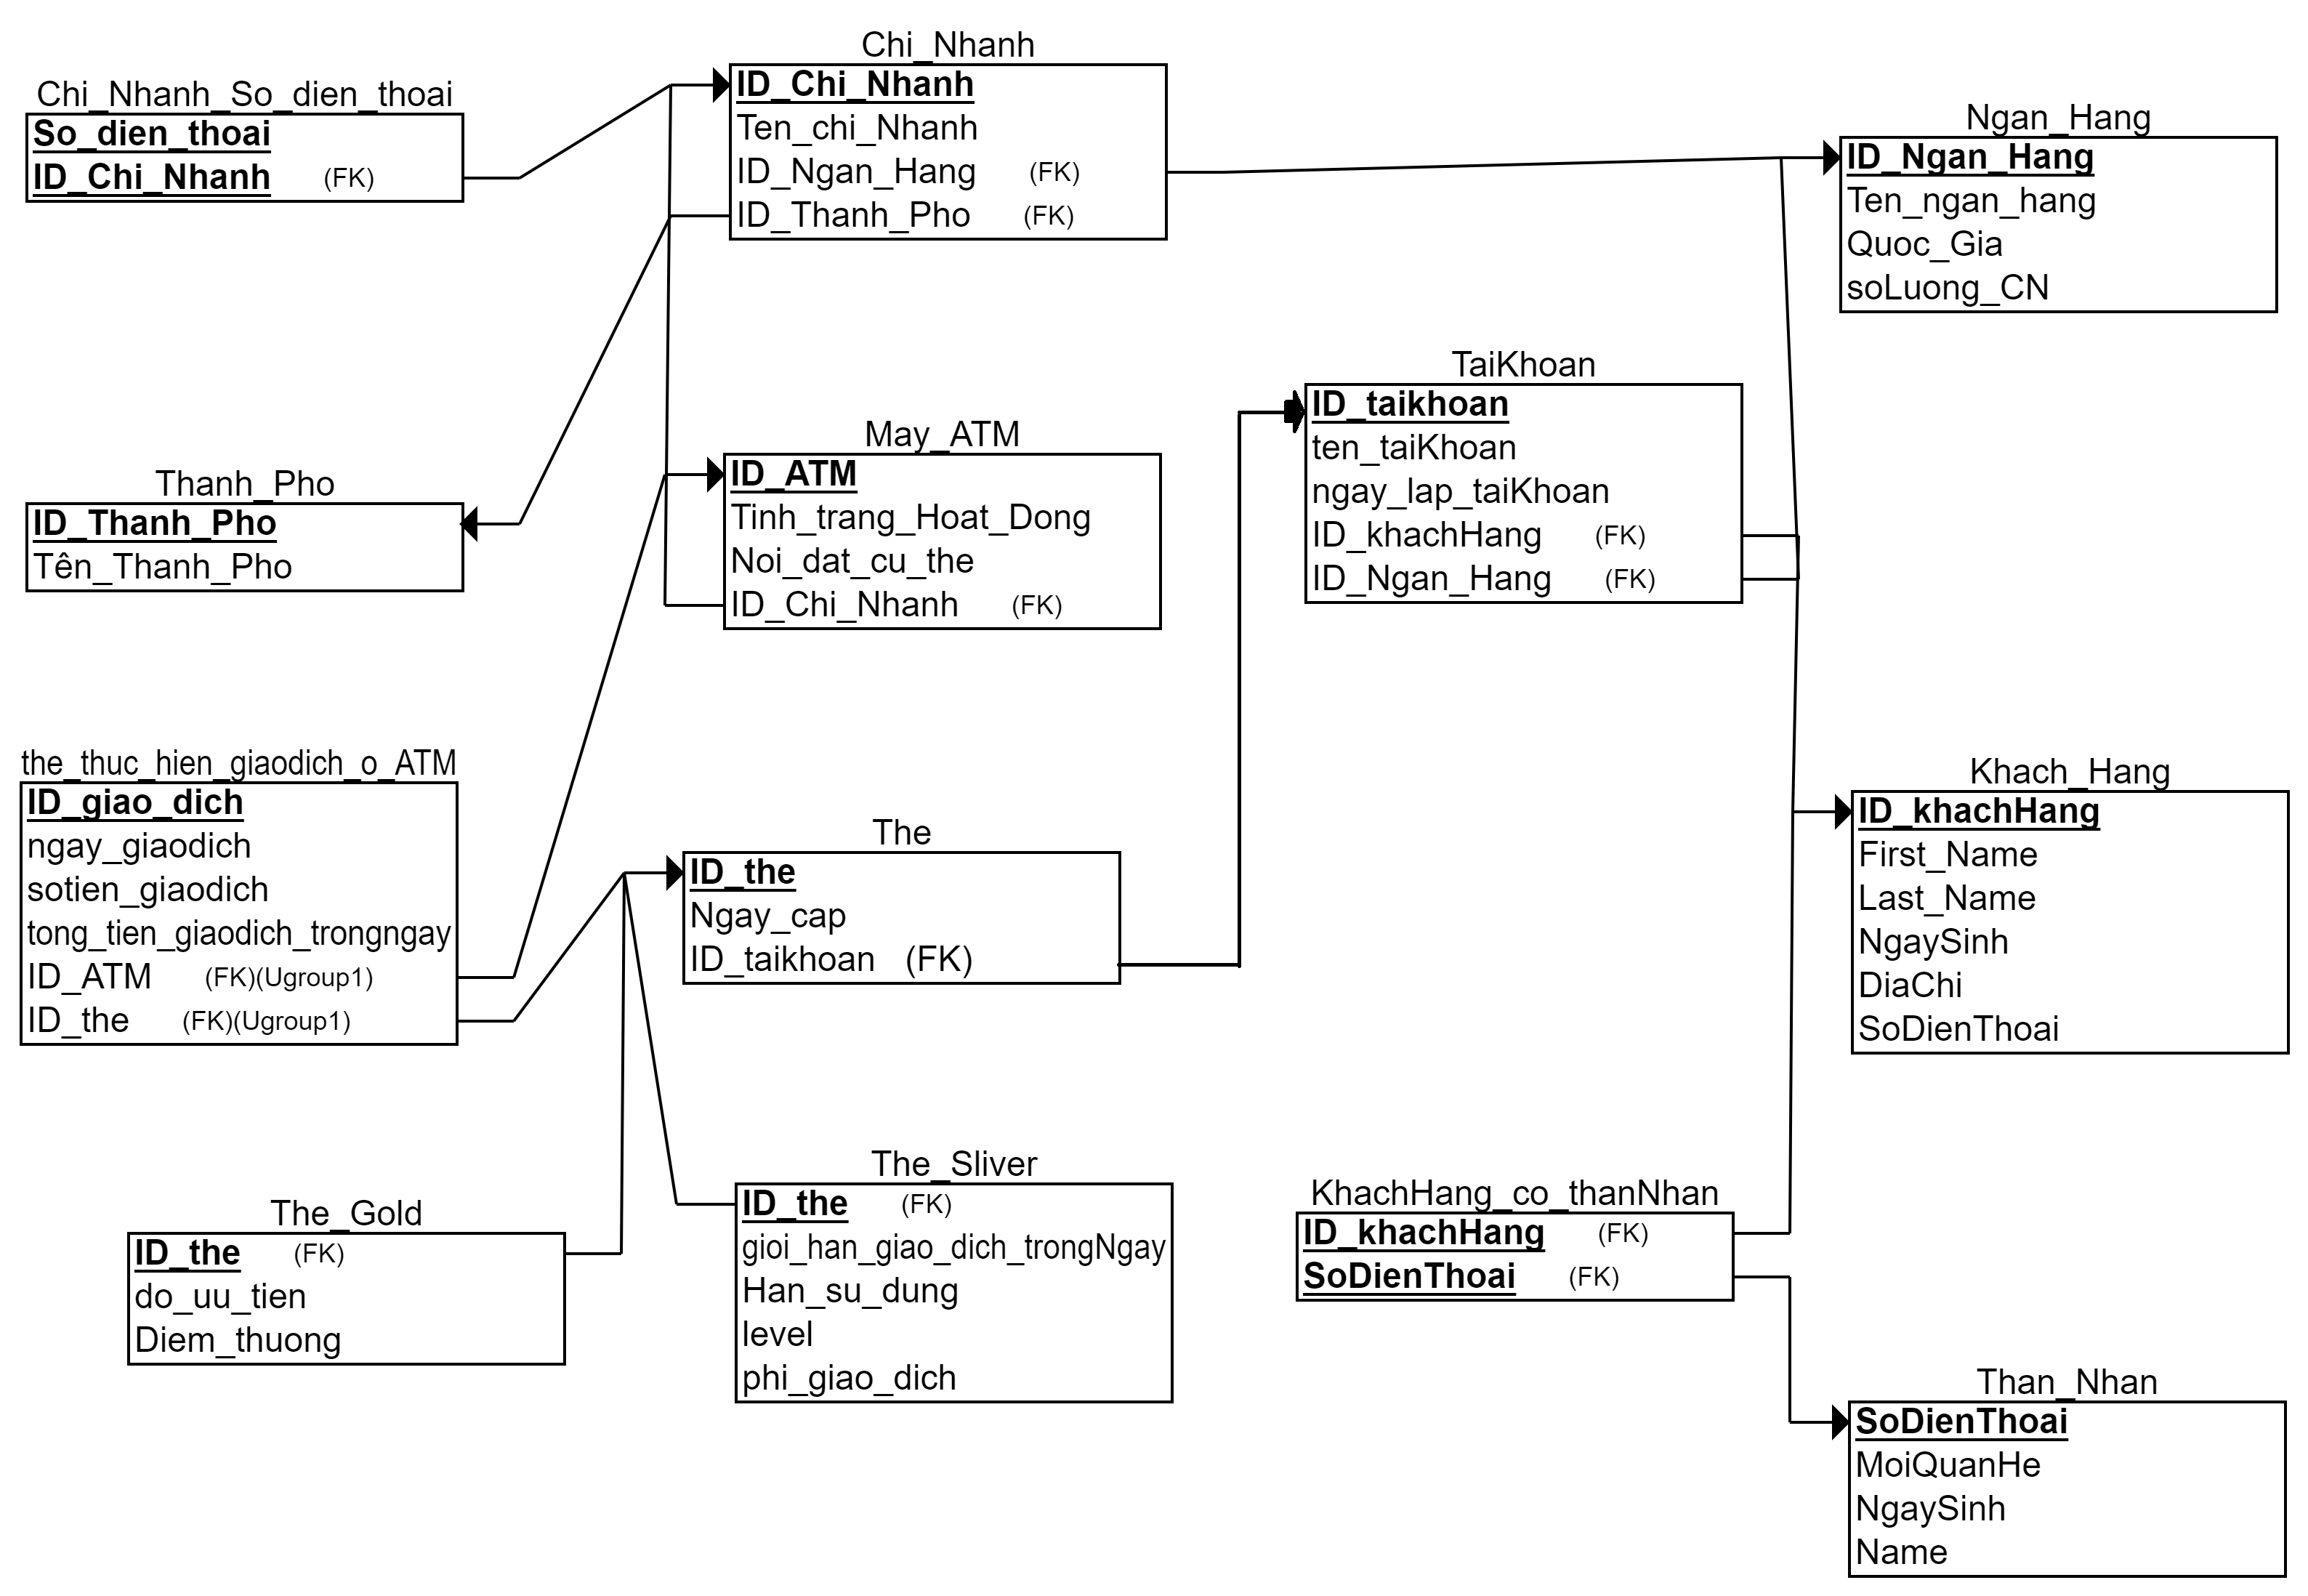 Chi_Nhanh_So_dien_thoai
So_dien_thoai
ID_Chi_Nhanh (FK)
Chi_Nhanh
ID_Chi_Nhanh
Ten_chi_Nhanh
ID_Ngan_Hang (FK)
ID_Thanh_Pho (FK)
Ngan_Hang
ID_Ngan_Hang
Ten_ngan_hang
Quoc_Gia
soLuong_CN
Thanh_Pho
ID_Thanh_Pho
Tên_Thanh_Pho
May_ATM
ID_ATM
Tinh_trang_Hoat_Dong
Noi_dat_cu_the
ID_Chi_Nhanh (FK)
TaiKhoan
ID_taikhoan
ten_taiKhoan
ngay_lap_taiKhoan
ID_khachHang (FK)
ID_Ngan_Hang (FK)
the_thuc_hien_giaodich_o_ATM
ID_giao_dich
ngay_giaodich
sotien_giaodich
tong_tien_giaodich_trongngay
ID_ATM (FK)(Ugroup1)
ID_the (FK)(Ugroup1)
The
ID_the
Ngay_cap
ID_taikhoan (FK)
Khach_Hang
ID_khachHang
First_Name
Last_Name
NgaySinh
DiaChi
SoDienThoai
The_Gold
ID_the (FK)
do_uu_tien
Diem_thuong
The_Sliver
ID_the (FK)
gioi_han_giao_dich_trongNgay
Han_su_dung
level
phi_giao_dich
KhachHang_co_thanNhan
ID_khachHang (FK)
SoDienThoai (FK)
Than_Nhan
SoDienThoai
MoiQuanHe
NgaySinh
Name